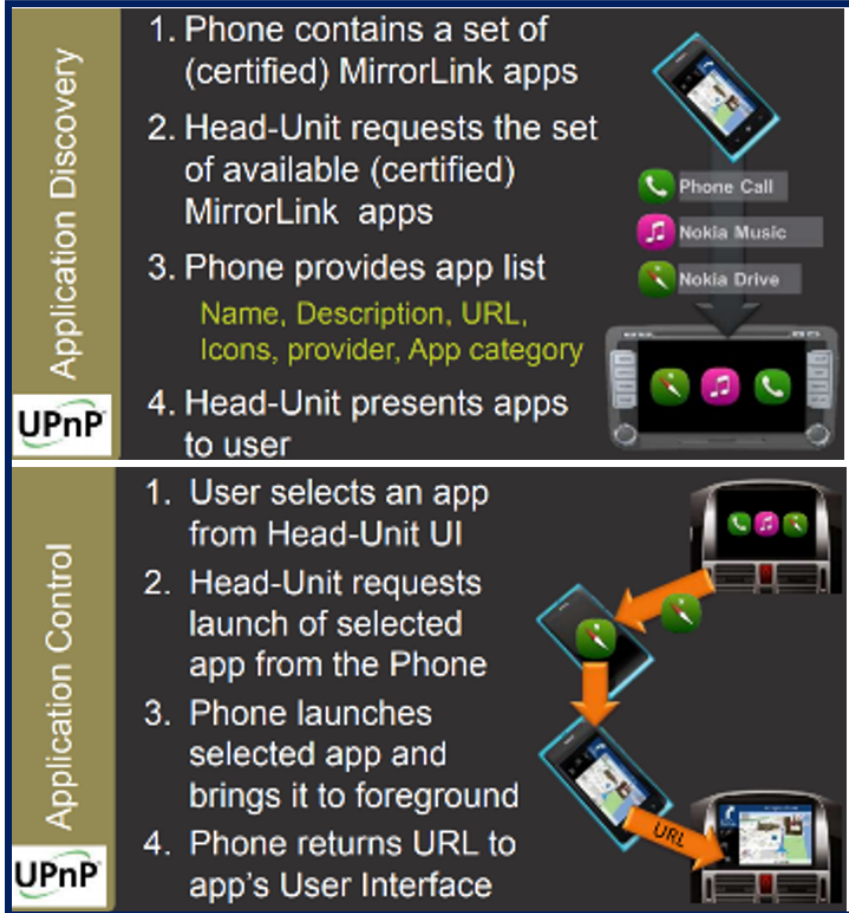 Application Discovery
UPnP
1. Phone contains a set of
(certified) MirrorLink apps
2. Head-Unit requests the set
of available (certified)
MirrorLink apps
3. Phone provides app list
Name, Description, URL,
Icons, provider, App category
4. Head-Unit presents apps
to user
Phone Call
Nokia Music
Nokia Drive
Application Control
UPnP
1. User selects an app
from Head-Unit UI
2. Head-Unit requests
launch of selected
app from the Phone
3. Phone launches
selected app and
brings it to foreground
4. Phone returns URL to
app's User Interface
URL